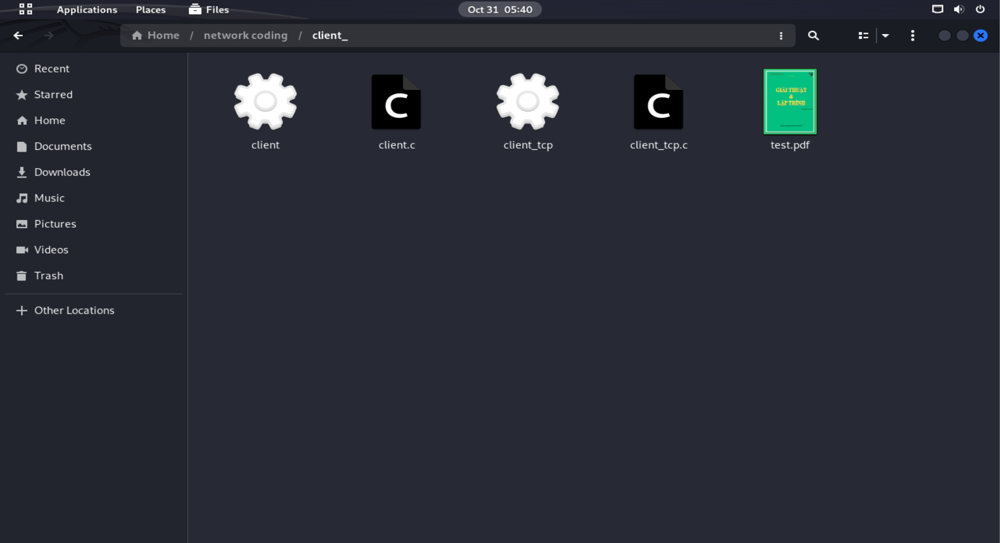 Applications Places Files Oct 31 05:40
Home / network coding / client_
Recent
Starred
Home
Documents
Downloads
Music
Pictures
Videos
Trash
Other Locations
C C
GIẢI THUẬT
&
LẬP TRÌNH
client client.c client_tcp client_tcp.c test.pdf